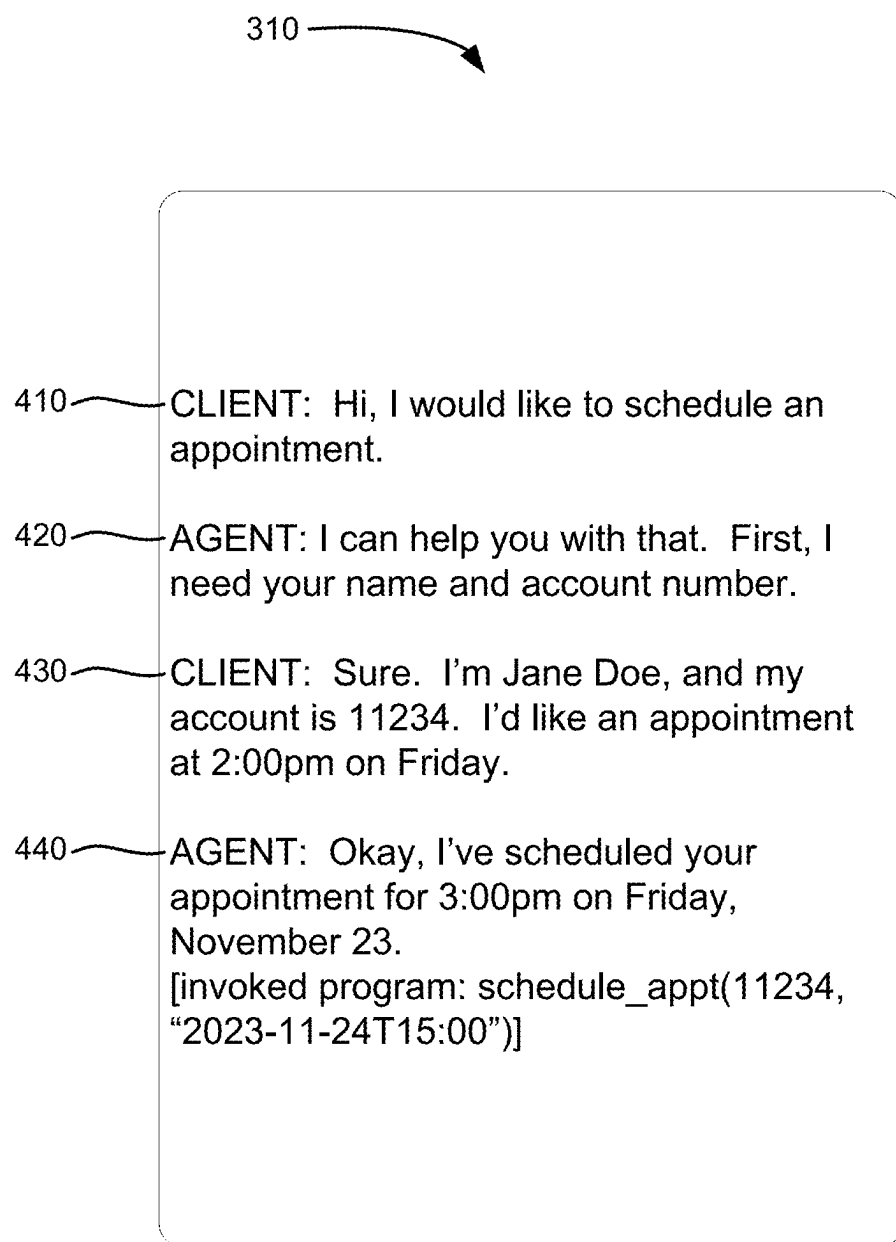 310
410 CLIENT:  Hi, I would like to schedule an
appointment.
420 AGENT: I can help you with that.  First, I
need your name and account number.
430 CLIENT:  Sure.  I’m Jane Doe, and my
account is 11234.  I’d like an appointment
at 2:00pm on Friday.
440 AGENT:  Okay, I’ve scheduled your
appointment for 3:00pm on Friday,
November 23.
[invoked program: schedule_appt(11234,
“2023-11-24T15:00”)]